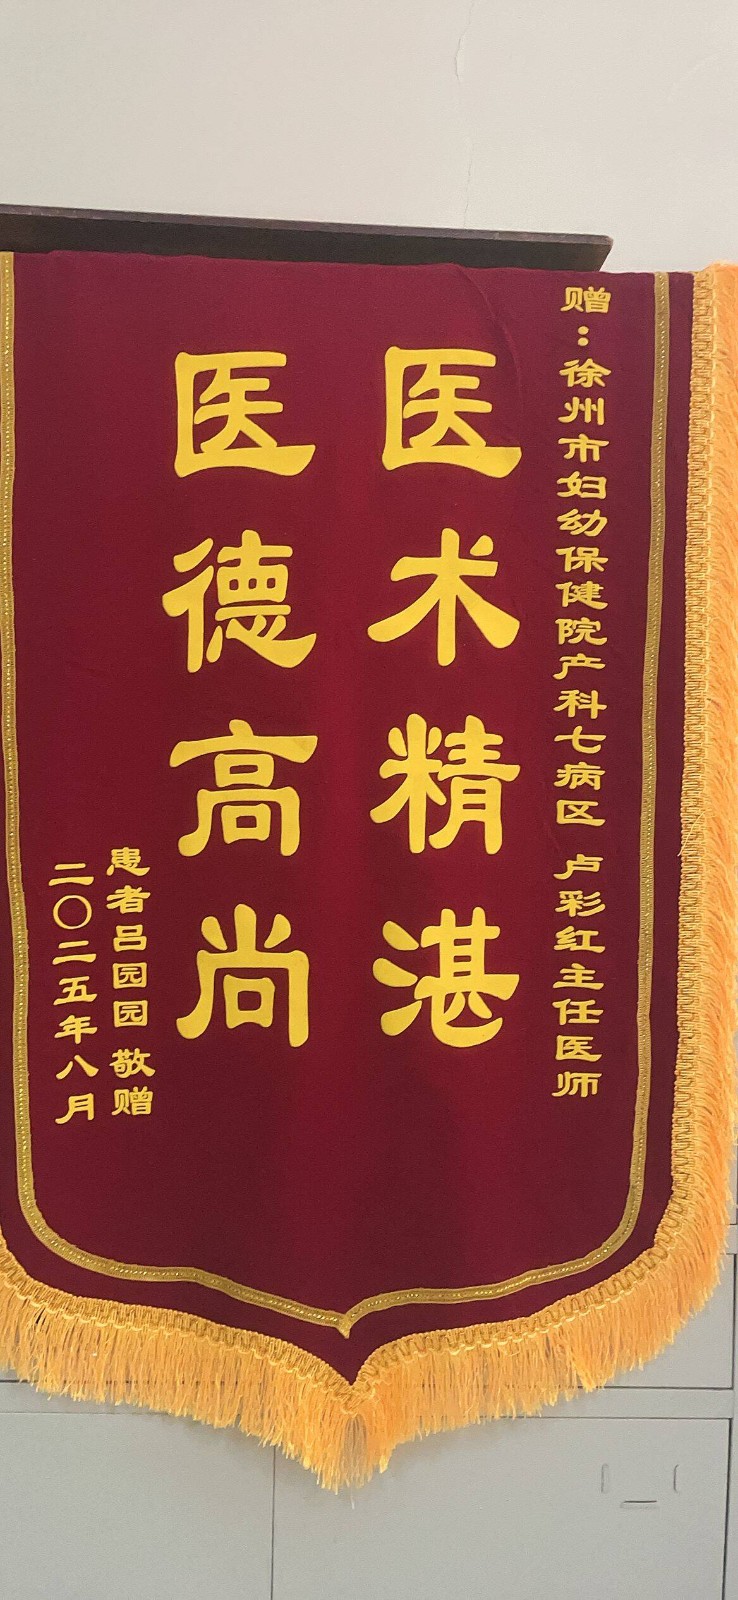 赠：徐州市妇幼保健院产科七病区 卢彩红主任医师
医术精湛
医德高尚
患者吕园园 敬赠
二〇二五年八月